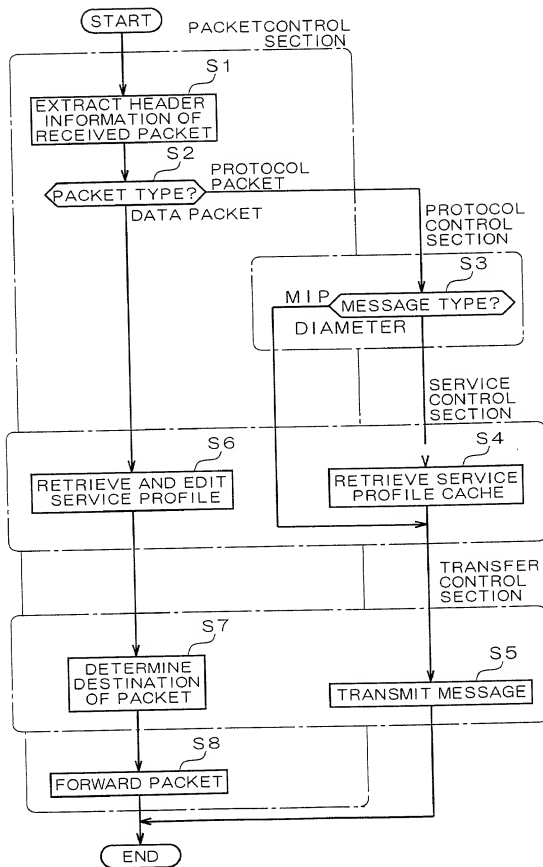 START
PACKETCONTROL
SECTION
S1
EXTRACT HEADER
INFORMATION OF
RECEIVED PACKET
S2
PACKET TYPE?
PROTOCOL
PACKET
DATA PACKET
PROTOCOL
CONTROL
SECTION
S3
MIP
MESSAGE TYPE?
DIAMETER
SERVICE
CONTROL
SECTION
S6
RETRIEVE AND EDIT
SERVICE PROFILE
S4
RETRIEVE SERVICE
PROFILE CACHE
TRANSFER
CONTROL
SECTION
S7
DETERMINE
DESTINATION
OF PACKET
S5
TRANSMIT MESSAGE
S8
FORWARD PACKET
END